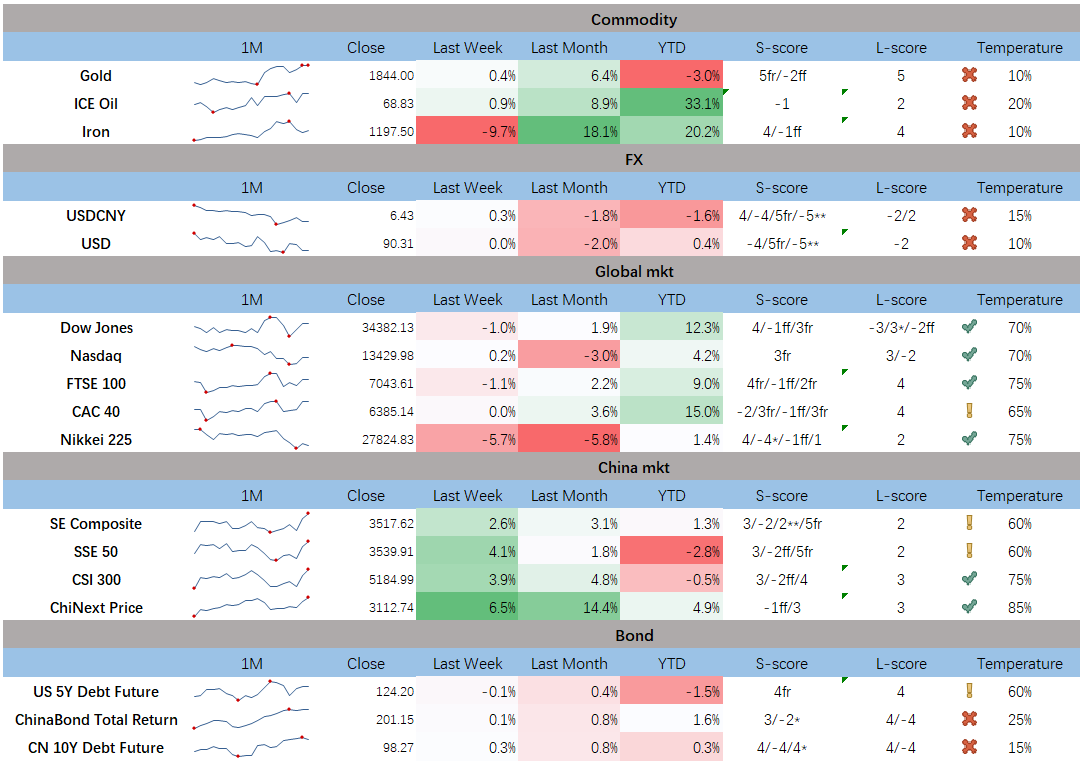 Commodity
1M Close Last Week Last Month YTD S-score L-score Temperature
Gold 1844.00 0.4% 6.4% -3.0% 5fr/-2ff 5 10%
ICE Oil 68.83 0.9% 8.9% 33.1% -1 2 20%
Iron 1197.50 -9.7% 18.1% 20.2% 4/-1ff 4 10%
FX
1M Close Last Week Last Month YTD S-score L-score Temperature
USDCNY 6.43 0.3% -1.8% -1.6% 4/-4/5fr/-5** -2/2 15%
USD 90.31 0.0% -2.0% 0.4% -4/5fr/-5** -2 10%
Global mkt
1M Close Last Week Last Month YTD S-score L-score Temperature
Dow Jones 34382.13 -1.0% 1.9% 12.3% 4/-1ff/3fr -3/3*/-2ff 70%
Nasdaq 13429.98 0.2% -3.0% 4.2% 3fr 3/-2 70%
FTSE 100 7043.61 -1.1% 2.2% 9.0% 4fr/-1ff/2fr 4 75%
CAC 40 6385.14 0.0% 3.6% 15.0% -2/3fr/-1ff/3fr 4 65%
Nikkei 225 27824.83 -5.7% -5.8% 1.4% 4/-4*/-1ff/1 2 75%
China mkt
1M Close Last Week Last Month YTD S-score L-score Temperature
SE Composite 3517.62 2.6% 3.1% 1.3% 3/-2/2**/5fr 2 60%
SSE 50 3539.91 4.1% 1.8% -2.8% 3/-2ff/5fr 2 60%
CSI 300 5184.99 3.9% 4.8% -0.5% 3/-2ff/4 3 75%
ChiNext Price 3112.74 6.5% 14.4% 4.9% -1ff/3 3 85%
Bond
1M Close Last Week Last Month YTD S-score L-score Temperature
US 5Y Debt Future 124.20 -0.1% 0.4% -1.5% 4fr 4 60%
ChinaBond Total Return 201.15 0.1% 0.8% 1.6% 3/-2* 4/-4 25%
CN 10Y Debt Future 98.27 0.3% 0.8% 0.3% 4/-4/4* 4/-4 15%